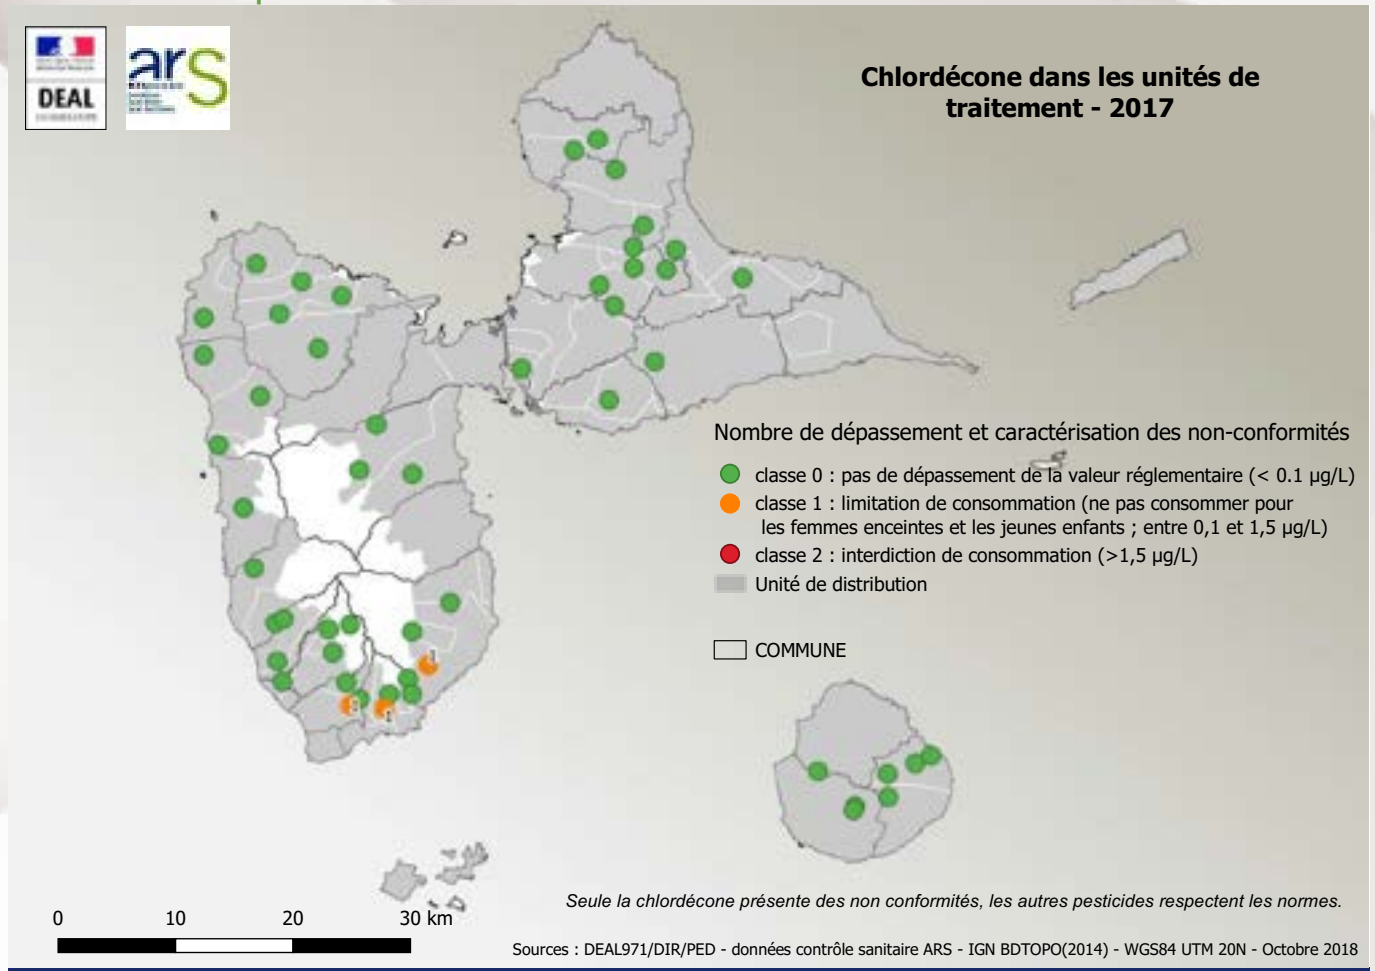 DEAL
ars
Chlordécone dans les unités de
traitement - 2017
Nombre de dépassement et caractérisation des non-conformités
classe 0 : pas de dépassement de la valeur réglementaire (< 0.1 µg/L)
classe 1 : limitation de consommation (ne pas consommer pour
les femmes enceintes et les jeunes enfants ; entre 0,1 et 1,5 µg/L)
classe 2 : interdiction de consommation (>1,5 µg/L)
Unité de distribution
COMMUNE
1
1
Seule la chlordécone présente des non conformités, les autres pesticides respectent les normes.
0 10 20 30 km
Sources : DEAL971/DIR/PED - données contrôle sanitaire ARS - IGN BDTOPO(2014) - WGS84 UTM 20N - Octobre 2018